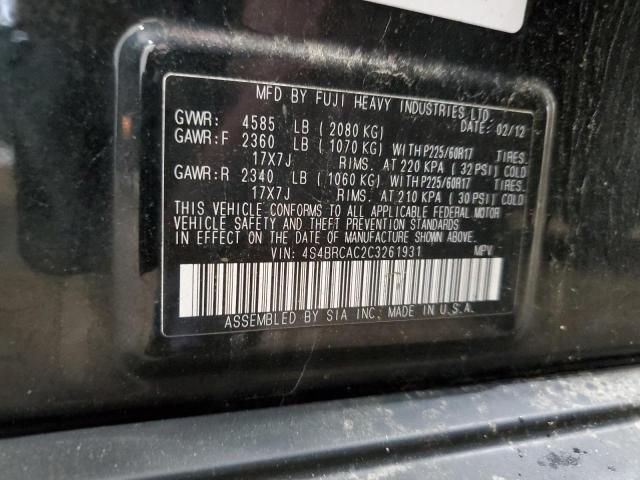 MFD BY FUJI HEAVY INDUSTRIES LTD.
GVWR: 4585 LB ( 2080 KG) DATE: 02/12
GAWR:F 2360 LB ( 1070 KG) WITH P225/60R17 TIRES,
17X7J RIMS, AT 220 KPA ( 32 PSI) COLD
GAWR:R 2340 LB ( 1060 KG) WITH P225/60R17 TIRES,
17X7J RIMS, AT 210 KPA ( 30 PSI) COLD
THIS VEHICLE CONFORMS TO ALL APPLICABLE FEDERAL MOTOR
VEHICLE SAFETY AND THEFT PREVENTION STANDARDS
IN EFFECT ON THE DATE OF MANUFACTURE SHOWN ABOVE.
VIN: 4S4BRCAC2C3261931 MPV
ASSEMBLED BY SIA INC. MADE IN U.S.A.